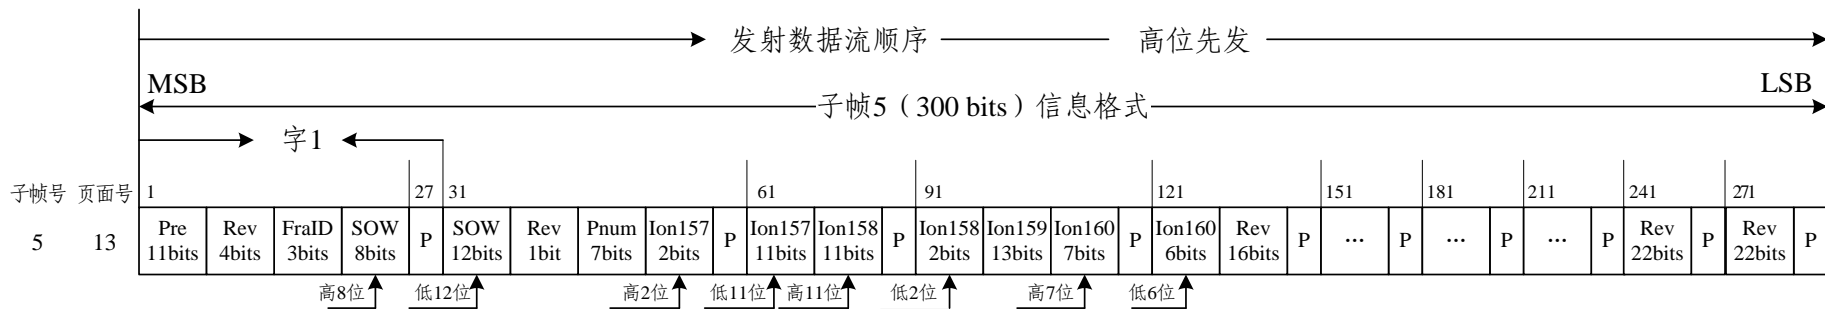 发射数据流顺序 高位先发
MSB LSB
子帧5（300 bits）信息格式
字1
子帧号 页面号 1 27 31 61 91 121 151 181 211 241 271
5 13 Pre 11bits Rev 4bits FraID 3bits SOW 8bits P SOW 12bits Rev 1bit Pnum 7bits Ion157 2bits P Ion157 11bits Ion158 11bits P Ion158 2bits Ion159 13bits Ion160 7bits P Ion160 6bits Rev 16bits P ... P ... P ... P Rev 22bits P Rev 22bits P
高8位 低12位 高2位 低11位 高11位 低2位 高7位 低6位